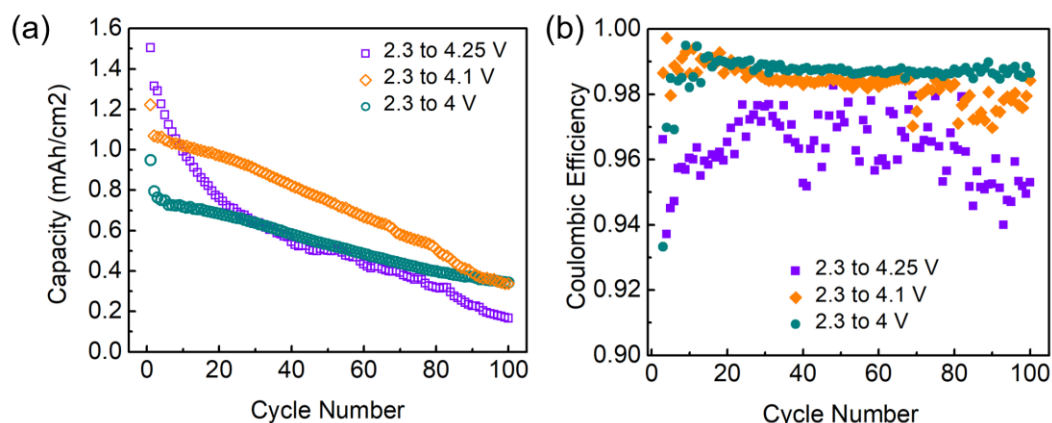 (a)
1.6
1.4
1.2
1.0
0.8
0.6
0.4
0.2
0.0
Capacity (mAh/cm2)
2.3 to 4.25 V
2.3 to 4.1 V
2.3 to 4 V
0 20 40 60 80 100
Cycle Number
(b)
1.00
0.98
0.96
0.94
0.92
0.90
Coulombic Efficiency
2.3 to 4.25 V
2.3 to 4.1 V
2.3 to 4 V
0 20 40 60 80 100
Cycle Number